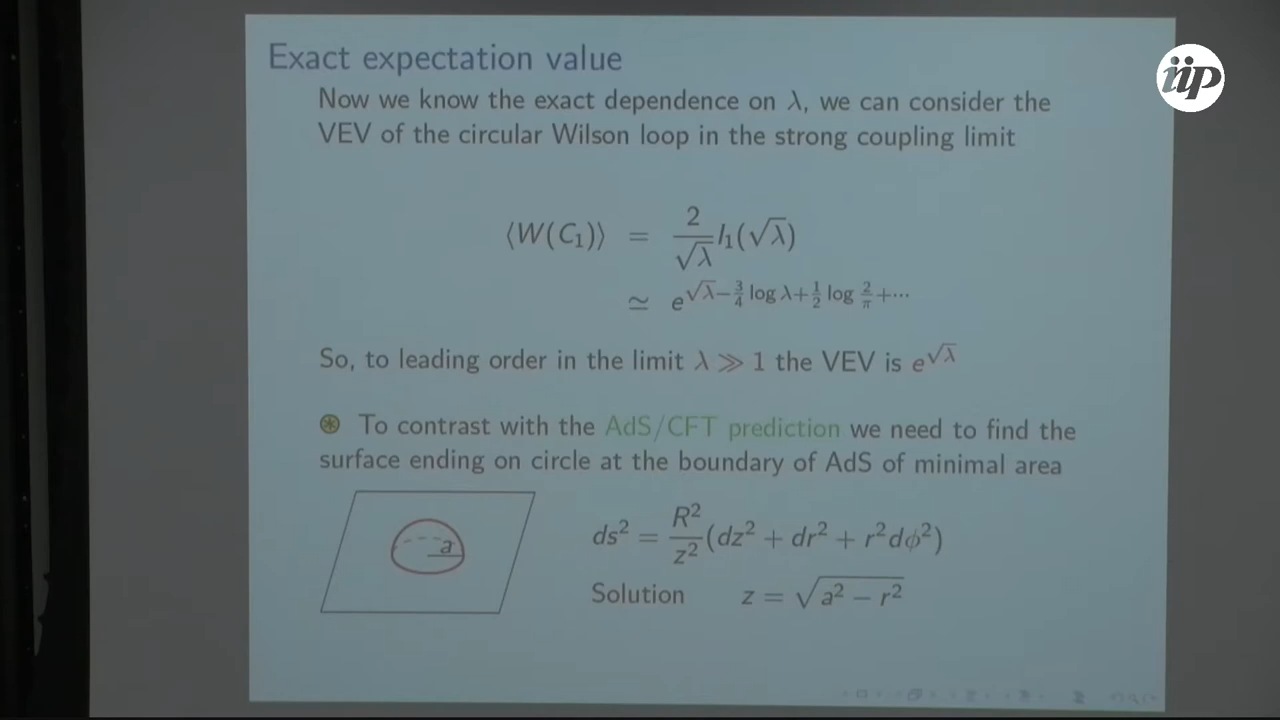 iip
Exact expectation value
Now we know the exact dependence on λ, we can consider the
VEV of the circular Wilson loop in the strong coupling limit
⟨W(C₁)⟩ = 2/√λ I₁(√λ)
≃ e^{√λ − 3/4 log λ + 1/2 log 2/π + ⋯}
So, to leading order in the limit λ ≫ 1 the VEV is e^{√λ}
⊛ To contrast with the AdS/CFT prediction we need to find the
surface ending on circle at the boundary of AdS of minimal area
a
ds² = R²/z² (dz² + dr² + r²dϕ²)
Solution z = √(a² − r²)